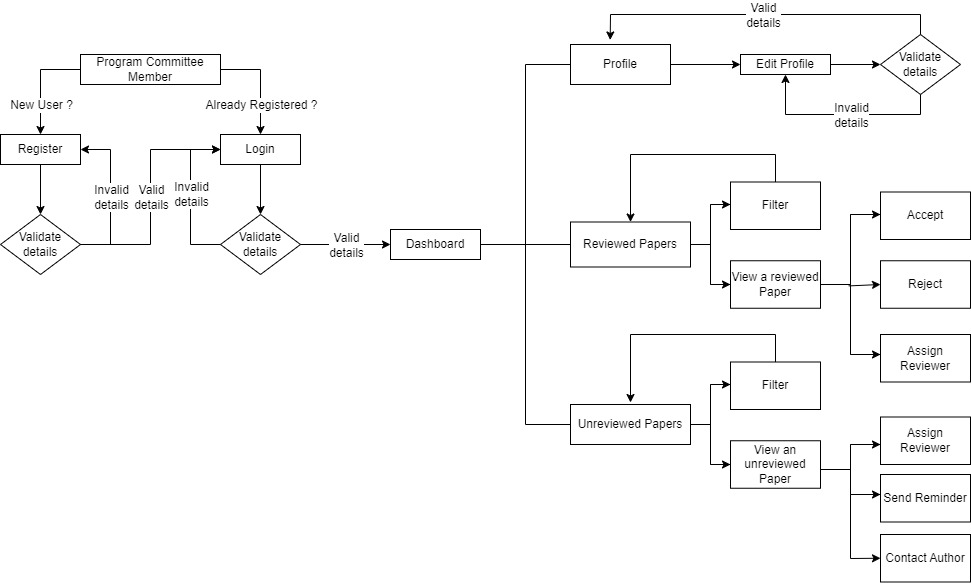 Valid
details
Program Committee
Member
Profile
Edit Profile
Validate
details
New User ?
Already Registered ?
Invalid
details
Register
Login
Invalid
details
Valid
details
Invalid
details
Validate
details
Validate
details
Valid
details
Dashboard
Filter
Reviewed Papers
View a reviewed
Paper
Accept
Reject
Assign
Reviewer
Filter
Unreviewed Papers
View an
unreviewed
Paper
Assign
Reviewer
Send Reminder
Contact Author